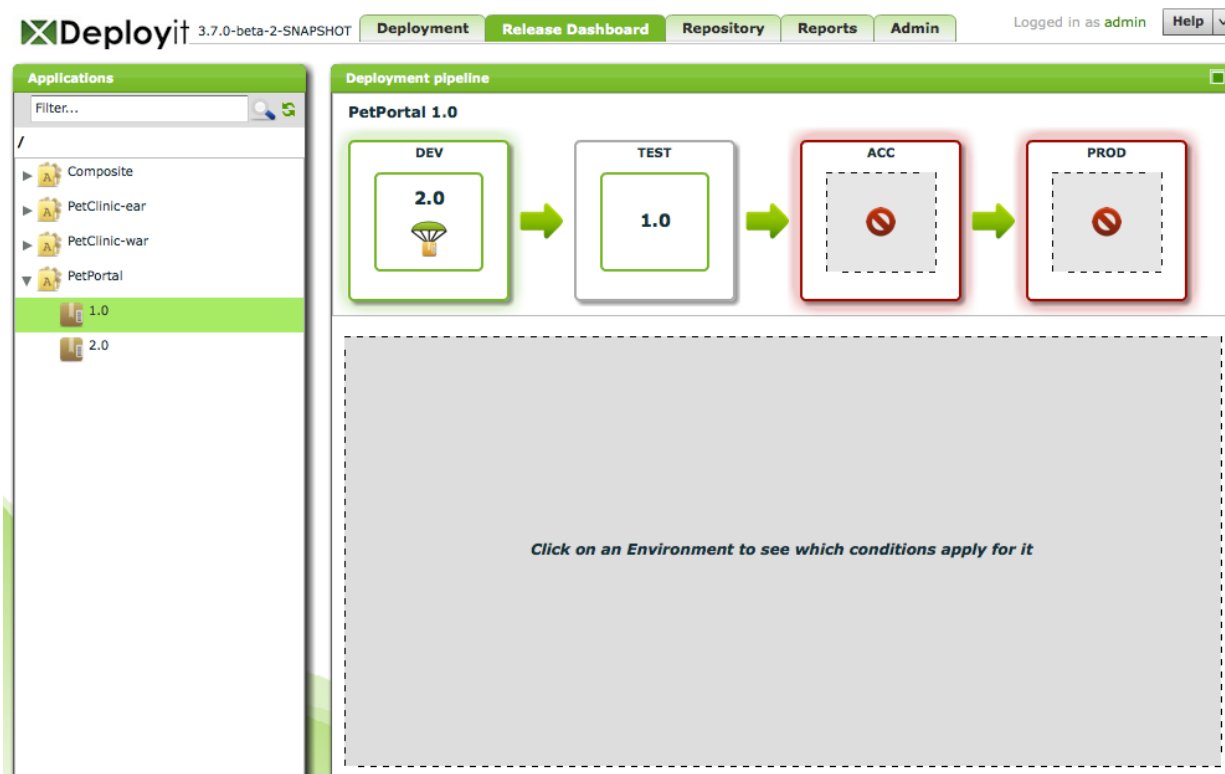 XDeployit 3.7.0-beta-2-SNAPSHOT Deployment Release Dashboard Repository Reports Admin Logged in as admin Help
Applications
Filter...
/
Composite
PetClinic-ear
PetClinic-war
PetPortal
1.0
2.0
Deployment pipeline
PetPortal 1.0
DEV TEST ACC PROD
2.0 1.0
Click on an Environment to see which conditions apply for it